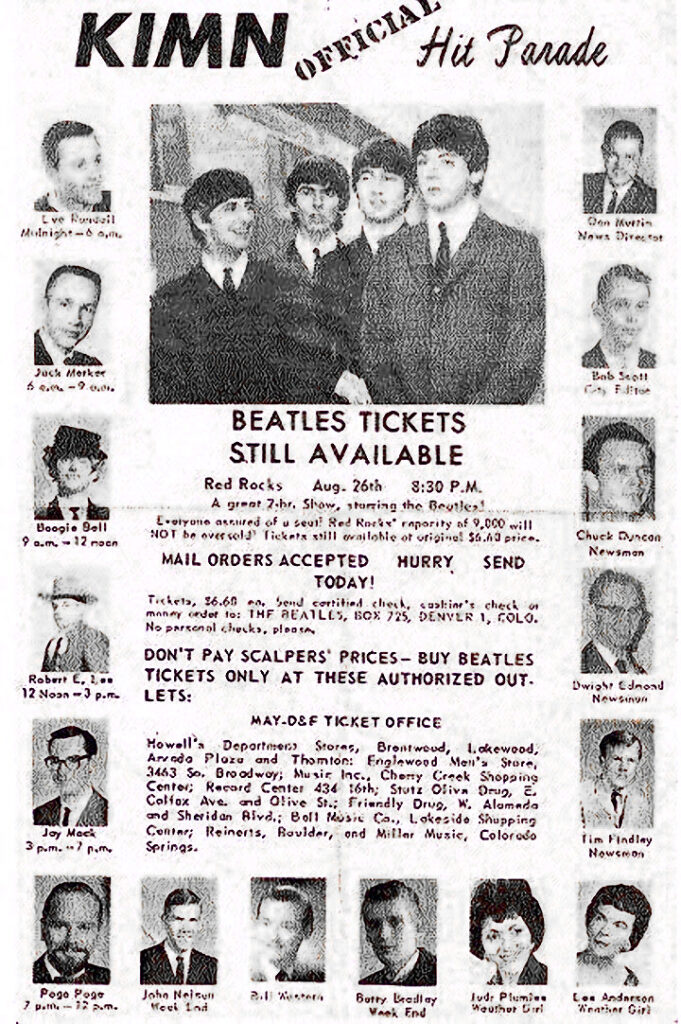 KIMN OFFICIAL Hit Parade
Midnight – 6 a.m.
Don Martin
News Director
Jack Merker
6 a.m. – 9 a.m.
Bob Scott
City Editor
BEATLES TICKETS
STILL AVAILABLE
Red Rocks Aug. 26th 8:30 P.M.
A great 2-hr. Show, starring the Beatles!
Everyone assured of a seat! Red Rocks' capacity of 9,000 will
NOT be oversold! Tickets still available at original $6.60 price.
Boogie Bell
9 a.m. – 12 noon
Chuck Duncan
Newsman
MAIL ORDERS ACCEPTED HURRY SEND
TODAY!
Tickets, $6.60 ea. Send certified check, cashier's check or
money order to: THE BEATLES, BOX 725, DENVER 1, COLO.
No personal checks, please.
Robert E. Lee
12 Noon – 3 p.m.
Dwight Edmond
Newsman
DON'T PAY SCALPERS' PRICES – BUY BEATLES
TICKETS ONLY AT THESE AUTHORIZED OUT-
LETS:
MAY-D&F TICKET OFFICE
Howell's Department Stores, Brentwood, Lakewood,
Arvada Plaza and Thornton; Englewood Men's Store,
3463 So. Broadway; Music Inc., Cherry Creek Shopping
Center; Record Center 434 16th; Stutz Olive Drug, E.
Colfax Ave. and Olive St.; Friendly Drug, W. Alameda
and Sheridan Blvd.; Bell Music Co., Lakeside Shopping
Center; Reinerts, Boulder, and Miller Music, Colorado
Springs.
Jay Mack
3 p.m. – 7 p.m.
Tim Findley
Newsman
Pogo Poge
7 p.m. – 12 p.m.
John Nelson
Week End
Bill Western
Barry Bradley
Week End
Judy Plumlee
Weather Girl
Lee Anderson
Weather Girl